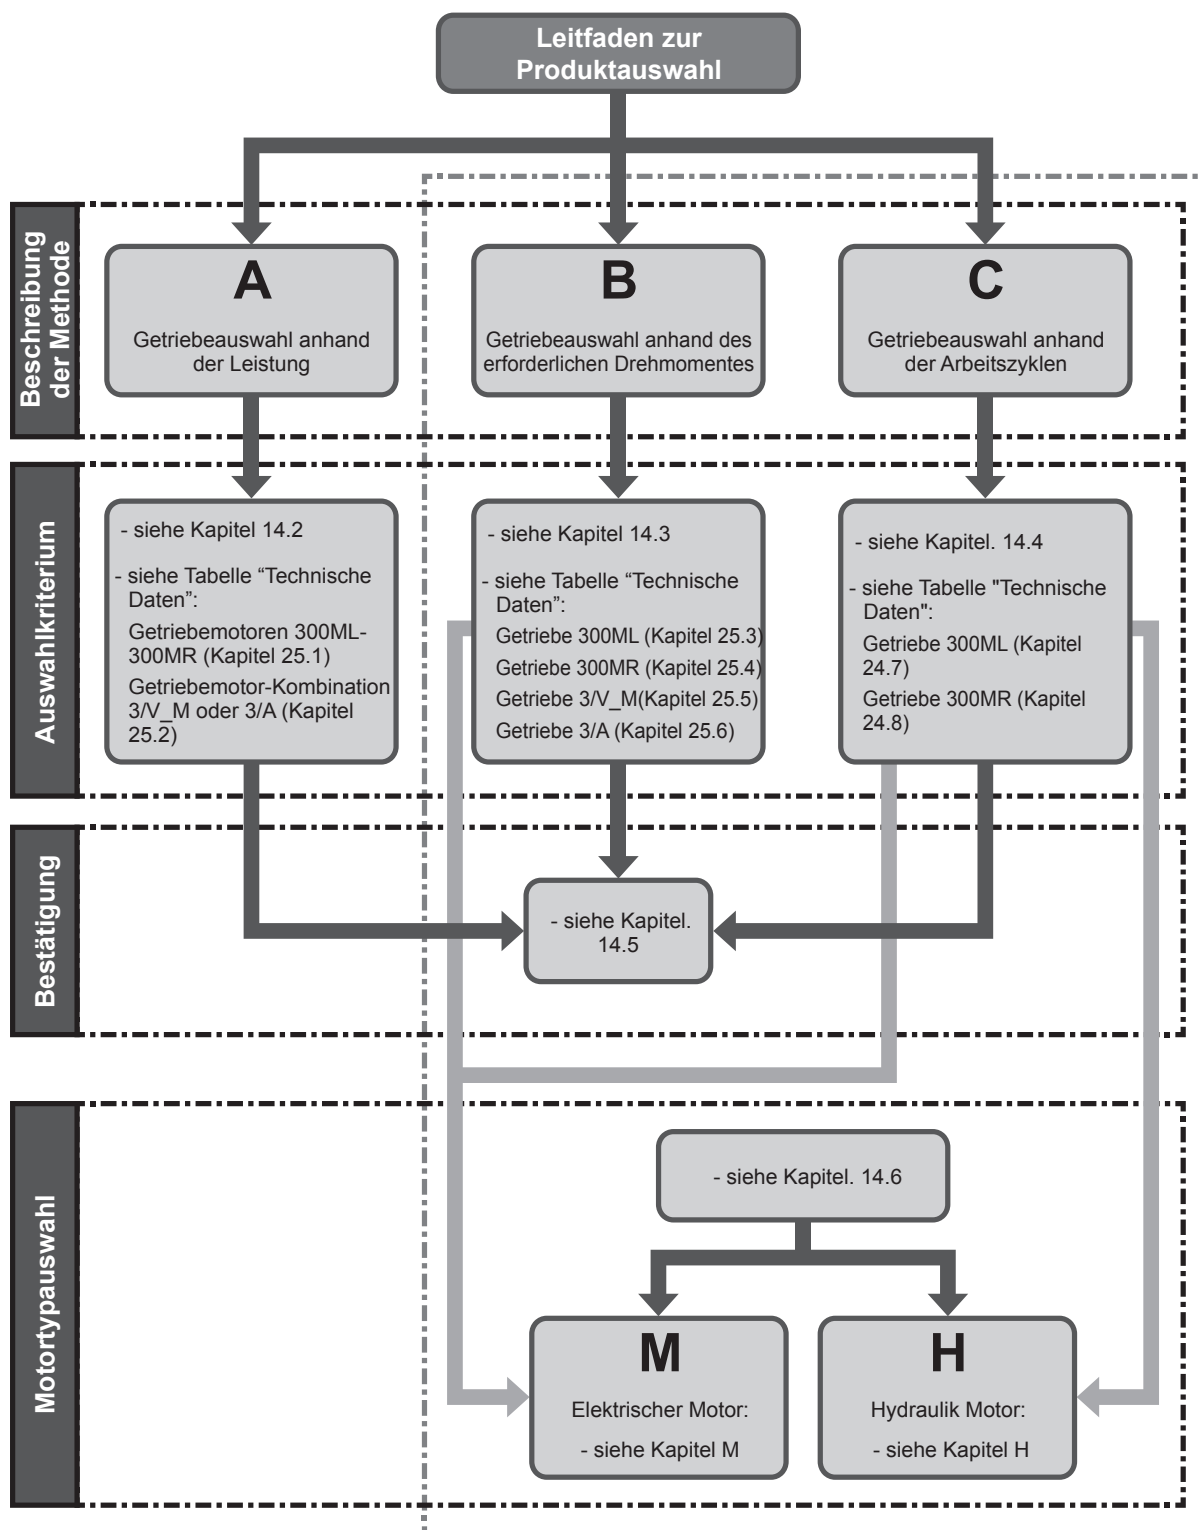 Leitfaden zur
Produktauswahl
Beschreibung
der Methode
A
Getriebeauswahl anhand
der Leistung
B
Getriebeauswahl anhand des
erforderlichen Drehmomentes
C
Getriebeauswahl anhand
der Arbeitszyklen
Auswahlkriterium
- siehe Kapitel 14.2
- siehe Tabelle “Technische
Daten”:
Getriebemotoren 300ML-
300MR (Kapitel 25.1)
Getriebemotor-Kombination
3/V_M oder 3/A (Kapitel
25.2)
- siehe Kapitel 14.3
- siehe Tabelle “Technische
Daten”:
Getriebe 300ML (Kapitel 25.3)
Getriebe 300MR (Kapitel 25.4)
Getriebe 3/V_M(Kapitel 25.5)
Getriebe 3/A (Kapitel 25.6)
- siehe Kapitel. 14.4
- siehe Tabelle "Technische
Daten":
Getriebe 300ML (Kapitel
24.7)
Getriebe 300MR (Kapitel
24.8)
Bestätigung
- siehe Kapitel.
14.5
Motortypauswahl
- siehe Kapitel. 14.6
M
Elektrischer Motor:
- siehe Kapitel M
H
Hydraulik Motor:
- siehe Kapitel H